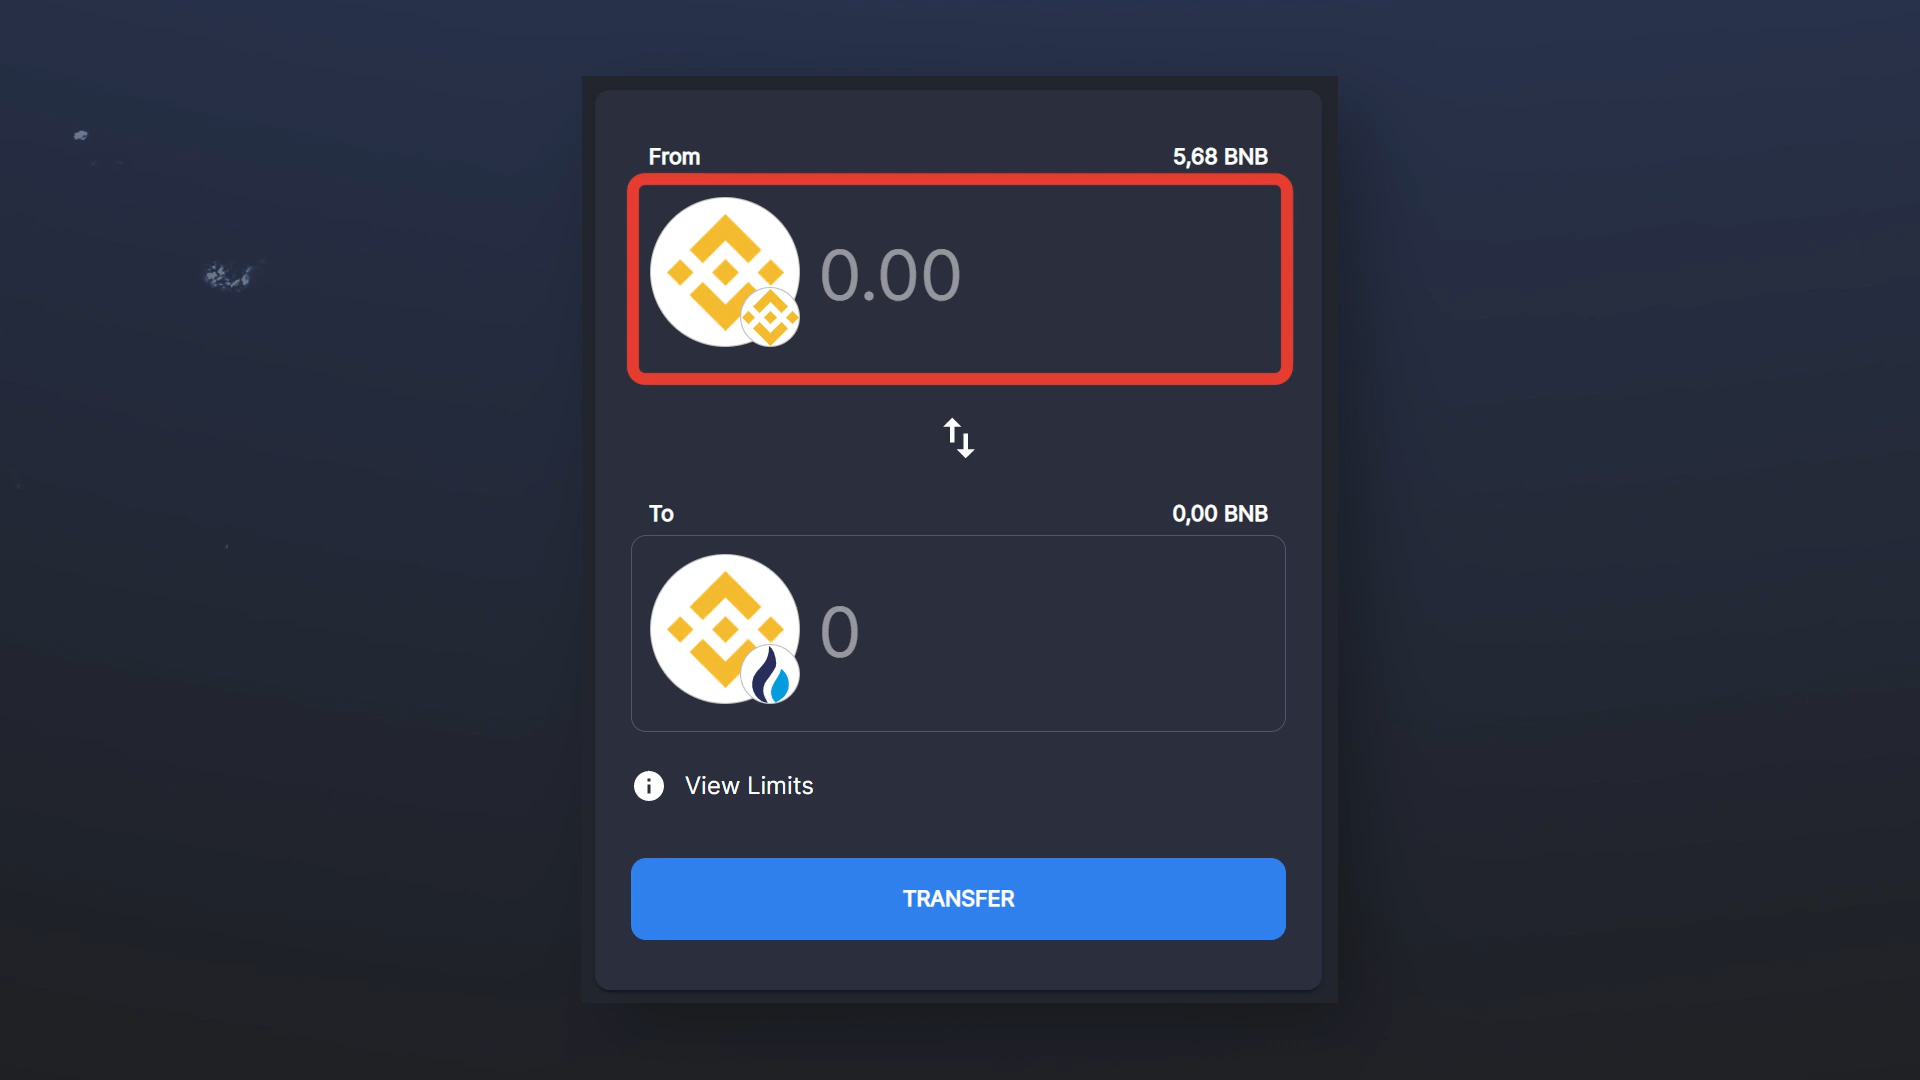 From
5,68 BNB
0.00
To
0,00 BNB
0
View Limits
TRANSFER